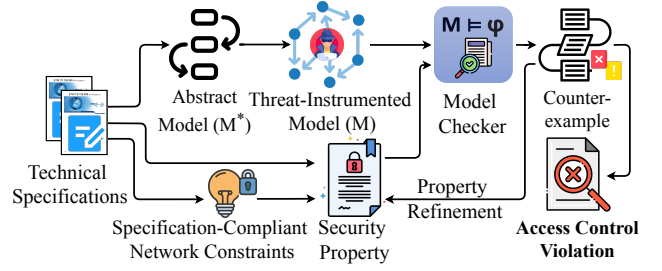 M ⊨ φ
Abstract
Model (M*)
Threat-Instrumented
Model (M)
Model
Checker
Counter-
example
Technical
Specifications
Specification-Compliant
Network Constraints
Security
Property
Property
Refinement
Access Control
Violation